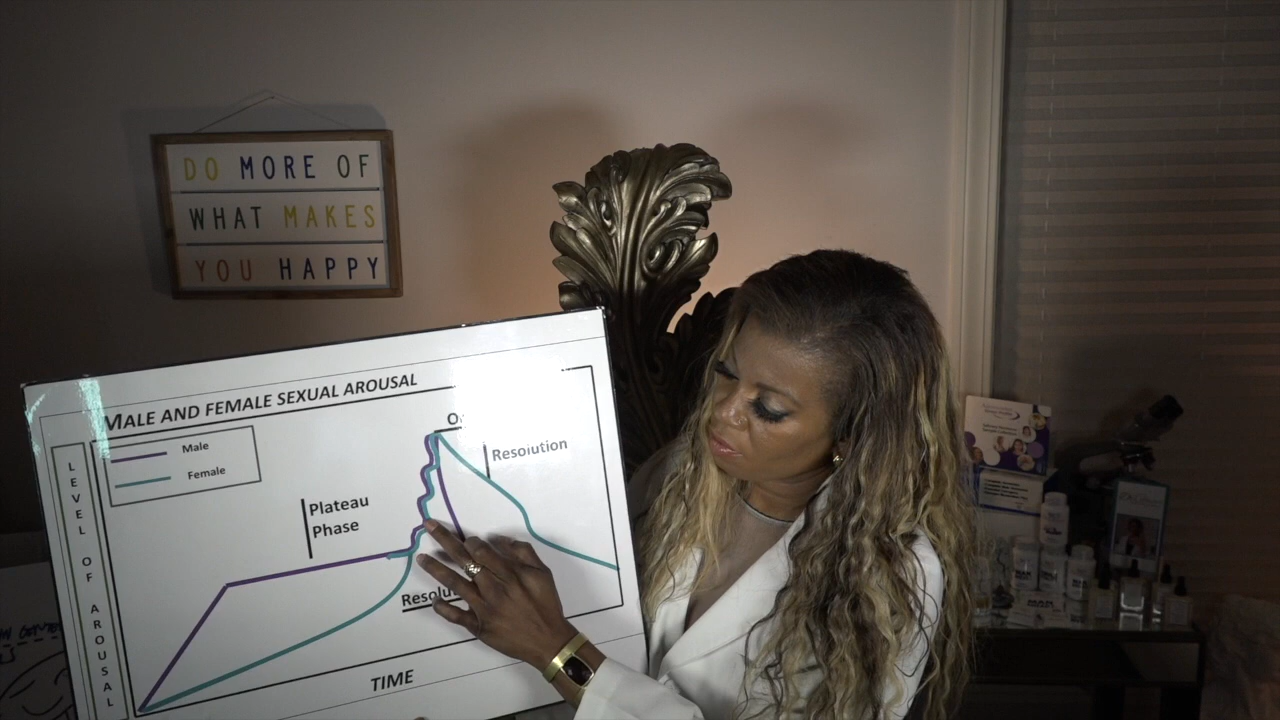 DO MORE OF
WHAT MAKES
YOU HAPPY
MALE AND FEMALE SEXUAL AROUSAL
Male
Female
LEVEL OF AROUSAL
Plateau
Phase
Resolution
TIME